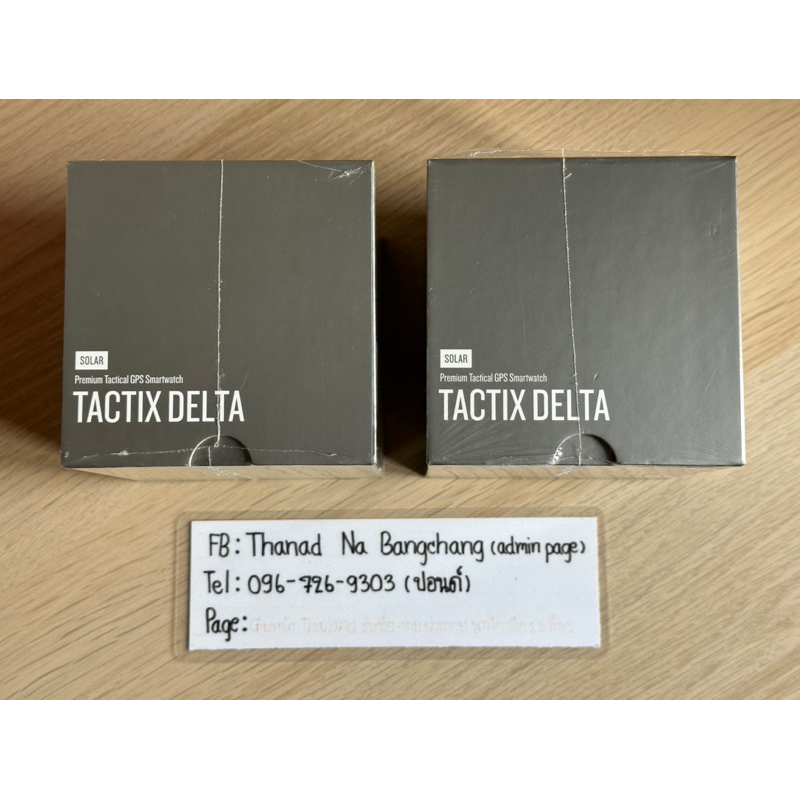 SOLAR
Premium Tactical GPS Smartwatch
TACTIX DELTA
SOLAR
Premium Tactical GPS Smartwatch
TACTIX DELTA
FB: Thanad Na Bangchang (admin page)
Tel: 096-726-9303 (ปอนด์)
Page: